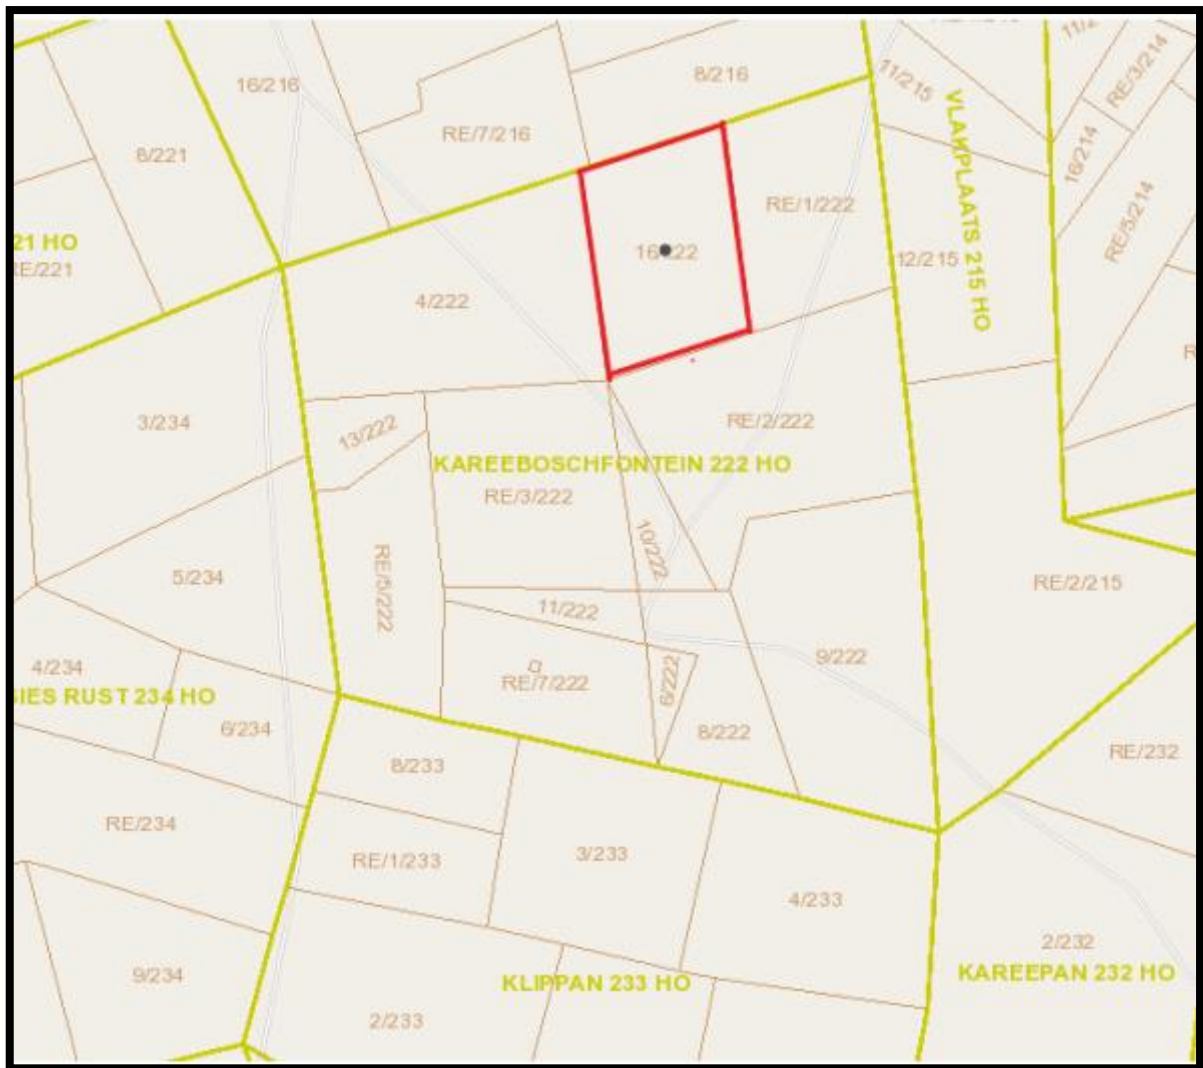 16/216
8/216
11/215
RE/3/214
RE/7/216
8/221
16/214
VLAKPLAATS 215 HO
RE/1/222
RE/5/214
21 HO
RE/221
12/215
4/222
3/234
13/222
RE/2/222
KAREEBOSCHFONTEIN 222 HO
RE/3/222
10/222
5/234
RE/5/222
RE/2/215
11/222
9/222
4/234
RE/7/222
6/222
SIES RUST 234 HO
6/234
8/222
RE/232
8/233
RE/234
RE/1/233
3/233
4/233
2/232
9/234
KAREEPAN 232 HO
KLIPPAN 233 HO
2/233